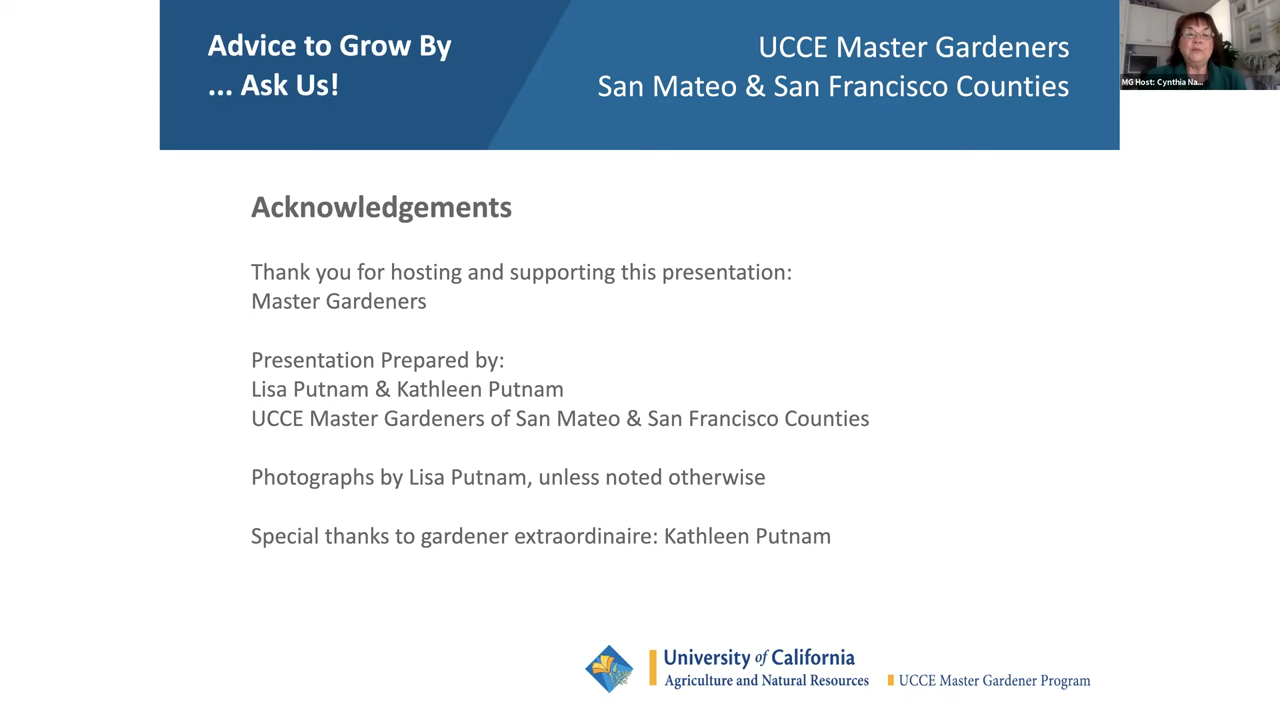 Advice to Grow By
... Ask Us!
UCCE Master Gardeners
San Mateo & San Francisco Counties
MG Host: Cynthia Na...
Acknowledgements
Thank you for hosting and supporting this presentation:
Master Gardeners
Presentation Prepared by:
Lisa Putnam & Kathleen Putnam
UCCE Master Gardeners of San Mateo & San Francisco Counties
Photographs by Lisa Putnam, unless noted otherwise
Special thanks to gardener extraordinaire: Kathleen Putnam
University of California
Agriculture and Natural Resources
UCCE Master Gardener Program